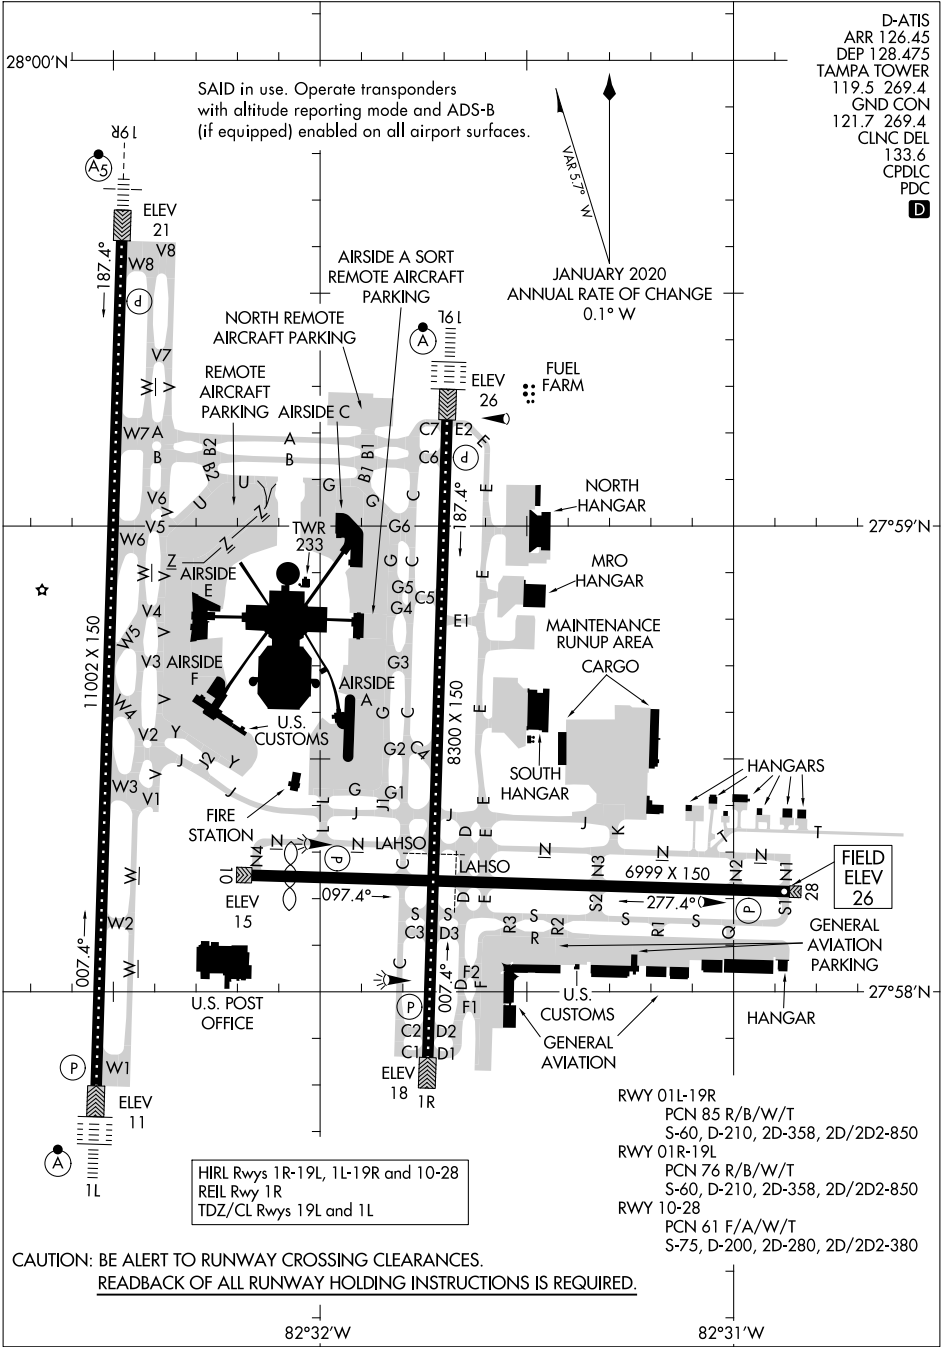 D-ATIS
ARR 126.45
DEP 128.475
TAMPA TOWER
119.5 269.4
GND CON
121.7 269.4
CLNC DEL
133.6
CPDLC
PDC
D
28°00'N
SAID in use. Operate transponders
with altitude reporting mode and ADS-B
(if equipped) enabled on all airport surfaces.
VAR 5.7° W
JANUARY 2020
ANNUAL RATE OF CHANGE
0.1° W
19R
A5
ELEV
21
V8
W8
187.4°
P
V7
W
V
W7
A
B
B2
B2
A
B
B1
B1
AIRSIDE A SORT
REMOTE AIRCRAFT
PARKING
NORTH REMOTE
AIRCRAFT PARKING
REMOTE
AIRCRAFT
PARKING
AIRSIDE C
19L
A
ELEV
26
FUEL
FARM
C7
E2
E
C6
P
187.4°
E
NORTH
HANGAR
27°59'N
V6
V
U
U
G
G
C
V5
W6
Z
Z
Z
TWR
233
G6
G
C
MRO
HANGAR
W
V
AIRSIDE
E
G5
C5
G4
E
E1
V4
V
W5
11002 X 150
V3
AIRSIDE
F
G3
MAINTENANCE
RUNUP AREA
CARGO
W4
V
AIRSIDE
A
G
C
8300 X 150
E
U.S.
CUSTOMS
V2
Y
J
J2
Y
G2
C4
SOUTH
HANGAR
HANGARS
W3
V
V1
J
G
G1
J1
L
L
J
J
E
FIRE
STATION
D
E
J
K
T
T
N4
N
N
P
LAHSO
C
LAHSO
N
N3
N
N2
N
N1
10
ELEV
15
097.4°
6999 X 150
277.4°
P
28
FIELD
ELEV
26
W
W2
W
007.4°
D
E
S
S
C3
D3
R3
S
R
R2
S2
S
R1
S
Q
S1
GENERAL
AVIATION
PARKING
U.S. POST
OFFICE
C
P
007.4°
D
F2
F
F1
U.S.
CUSTOMS
GENERAL
AVIATION
HANGAR
27°58'N
C2
D2
C1
D1
ELEV
18
1R
P
W1
ELEV
11
A
1L
RWY 01L-19R
PCN 85 R/B/W/T
S-60, D-210, 2D-358, 2D/2D2-850
RWY 01R-19L
PCN 76 R/B/W/T
S-60, D-210, 2D-358, 2D/2D2-850
RWY 10-28
PCN 61 F/A/W/T
S-75, D-200, 2D-280, 2D/2D2-380
HIRL Rwys 1R-19L, 1L-19R and 10-28
REIL Rwy 1R
TDZ/CL Rwys 19L and 1L
CAUTION: BE ALERT TO RUNWAY CROSSING CLEARANCES.
READBACK OF ALL RUNWAY HOLDING INSTRUCTIONS IS REQUIRED.
82°32'W
82°31'W